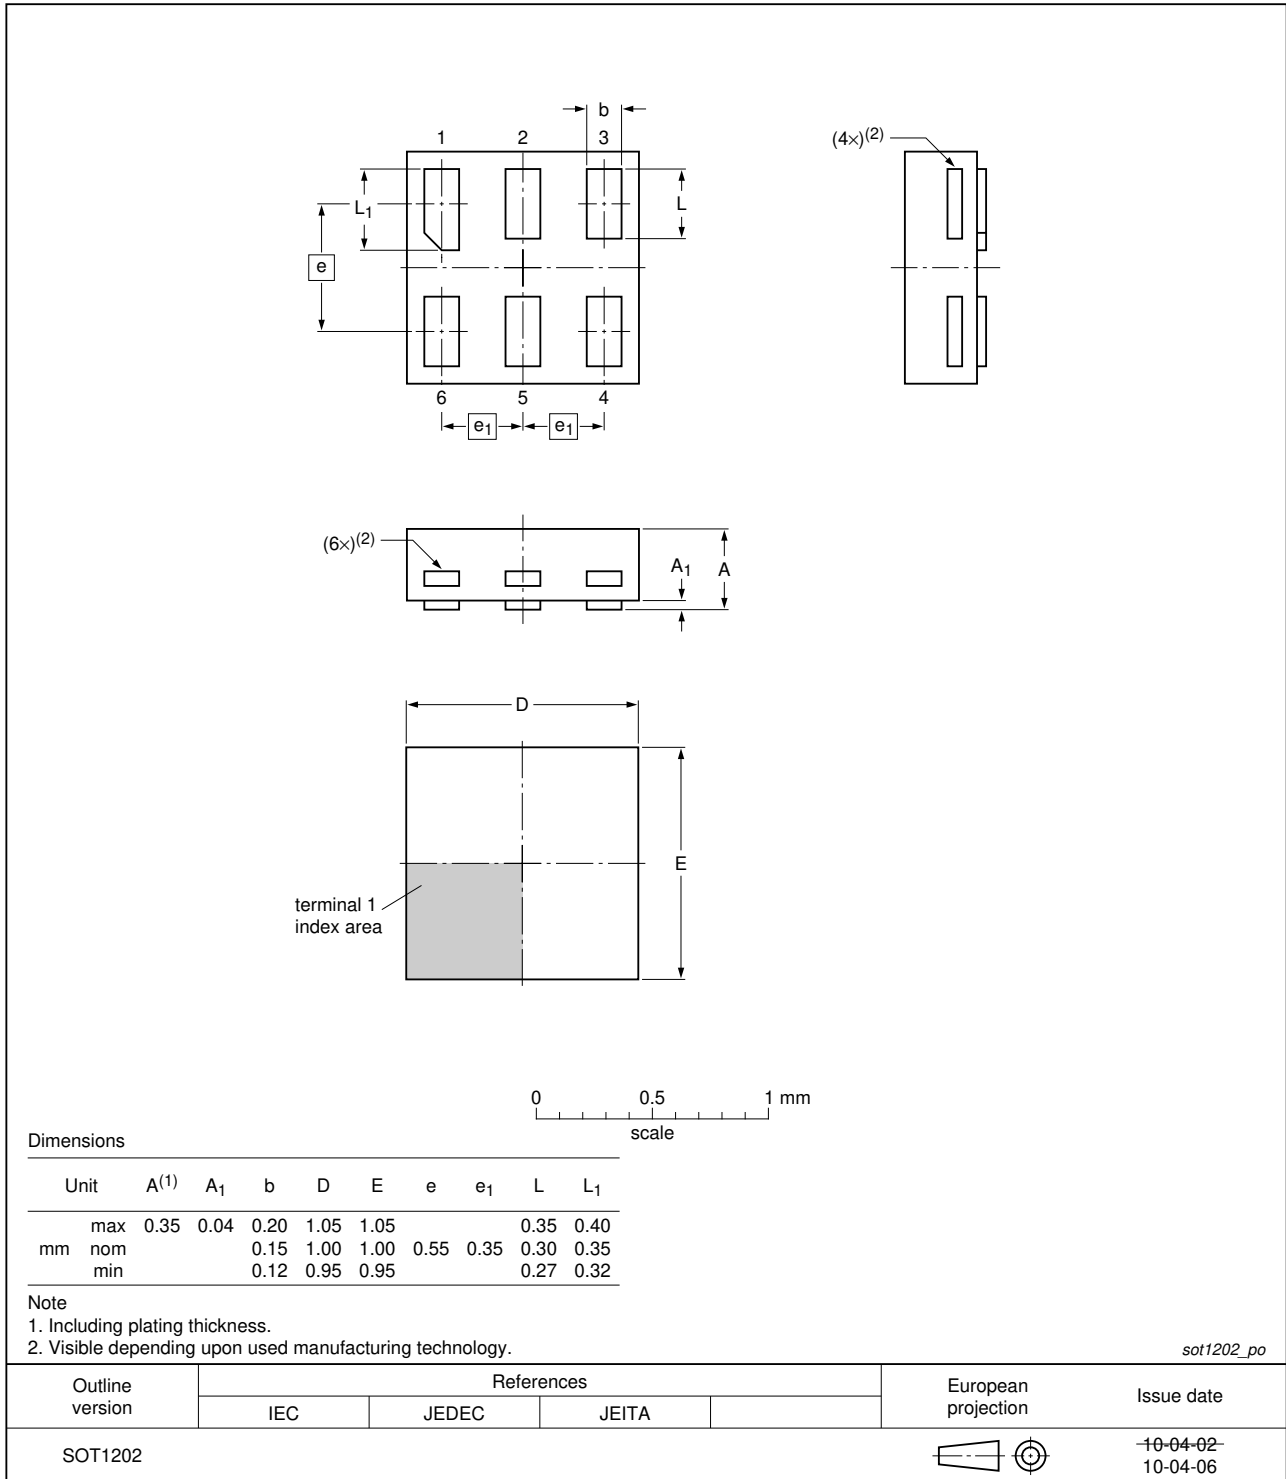 b
1 2 3
(4×)(2)
L1
L
e
6 5 4
e1 e1
(6×)(2)
A1 A
D
E
terminal 1
index area
0 0.5 1 mm
scale
Dimensions
Unit A(1) A1 b D E e e1 L L1
max 0.35 0.04 0.20 1.05 1.05 0.35 0.40
mm nom 0.15 1.00 1.00 0.55 0.35 0.30 0.35
min 0.12 0.95 0.95 0.27 0.32
Note
1. Including plating thickness.
2. Visible depending upon used manufacturing technology.
sot1202_po
Outline
version
References
IEC JEDEC JEITA
European
projection
Issue date
SOT1202
10-04-02
10-04-06